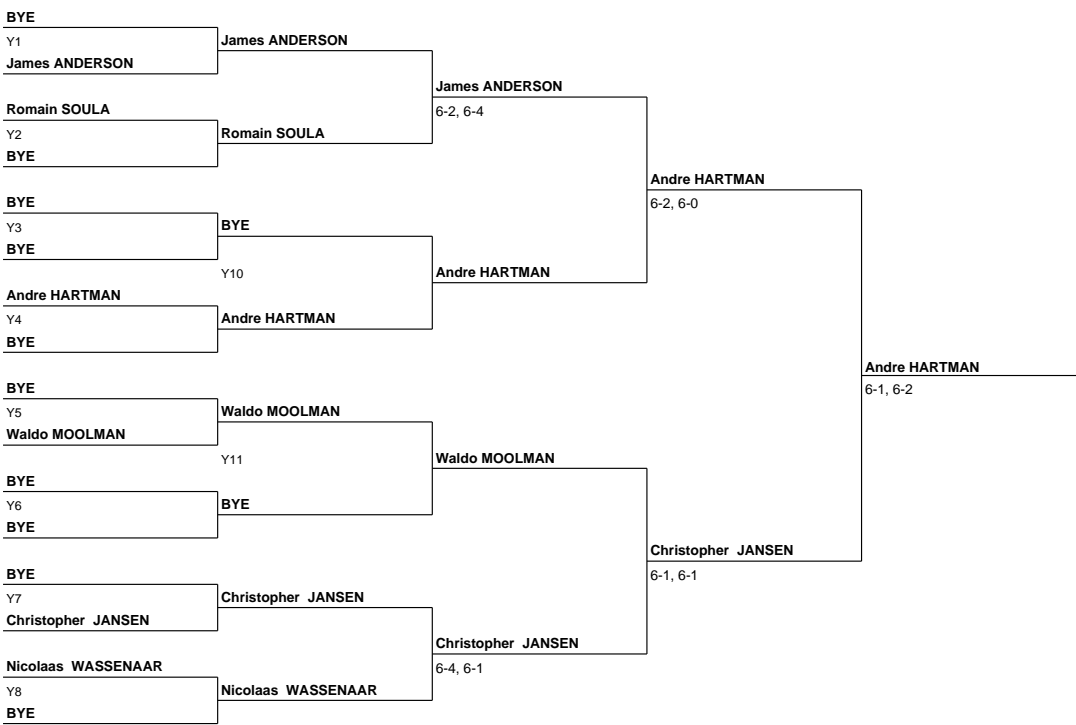 BYE
Y1
James ANDERSON
Romain SOULA
Y2
BYE
BYE
Y3
BYE
Andre HARTMAN
Y4
BYE
BYE
Y5
Waldo MOOLMAN
BYE
Y6
BYE
BYE
Y7
Christopher JANSEN
Nicolaas WASSENAAR
Y8
BYE
James ANDERSON
Romain SOULA
BYE
Y10
Andre HARTMAN
Waldo MOOLMAN
Y11
BYE
Christopher JANSEN
Nicolaas WASSENAAR
James ANDERSON
6-2, 6-4
Andre HARTMAN
Waldo MOOLMAN
Christopher JANSEN
6-4, 6-1
Andre HARTMAN
6-2, 6-0
Christopher JANSEN
6-1, 6-1
Andre HARTMAN
6-1, 6-2